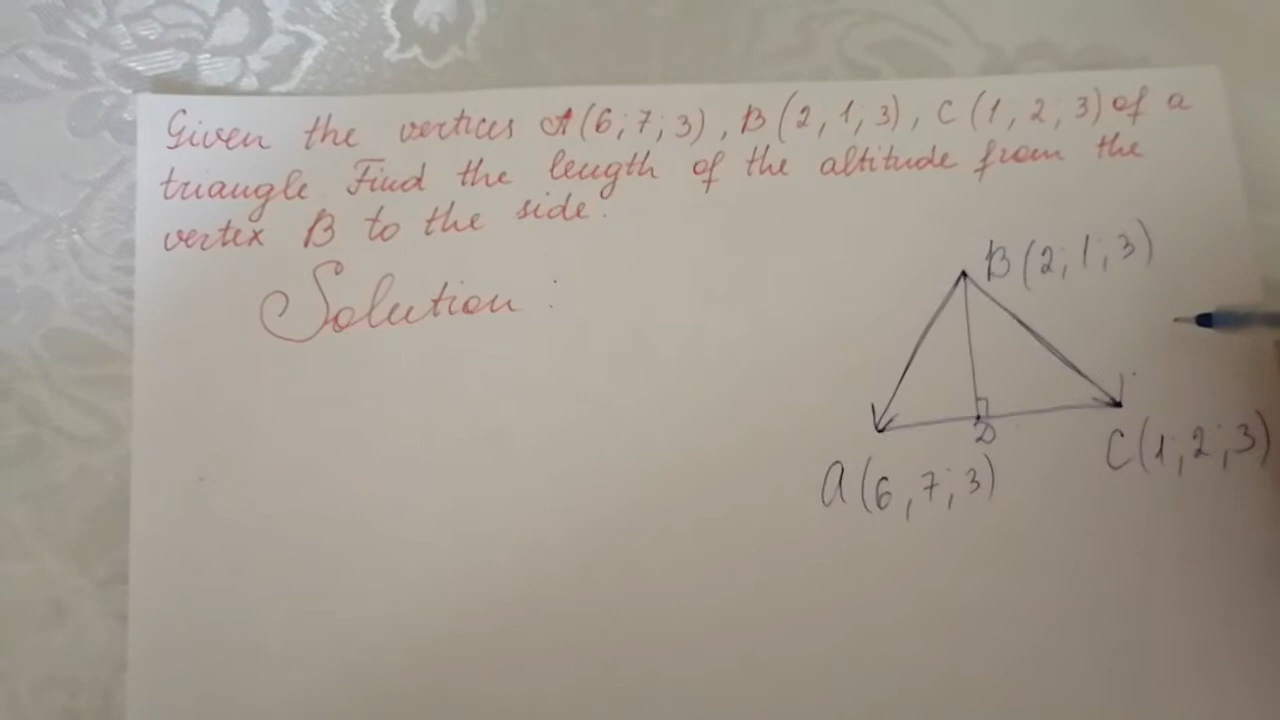 Given the vertices A(6;7;3), B(2;1;3), C(1,2;3) of a
triangle. Find the length of the altitude from the
vertex B to the side.
Solution:
B(2;1;3)
D
C(1;2;3)
A(6,7;3)